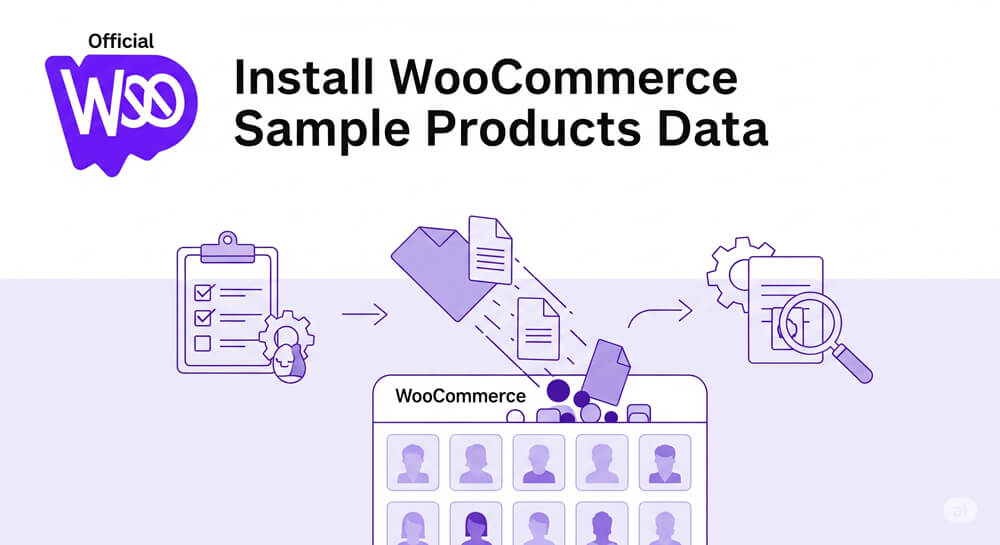 Official
Woo
Install WooCommerce
Sample Products Data
WooCommerce
ai